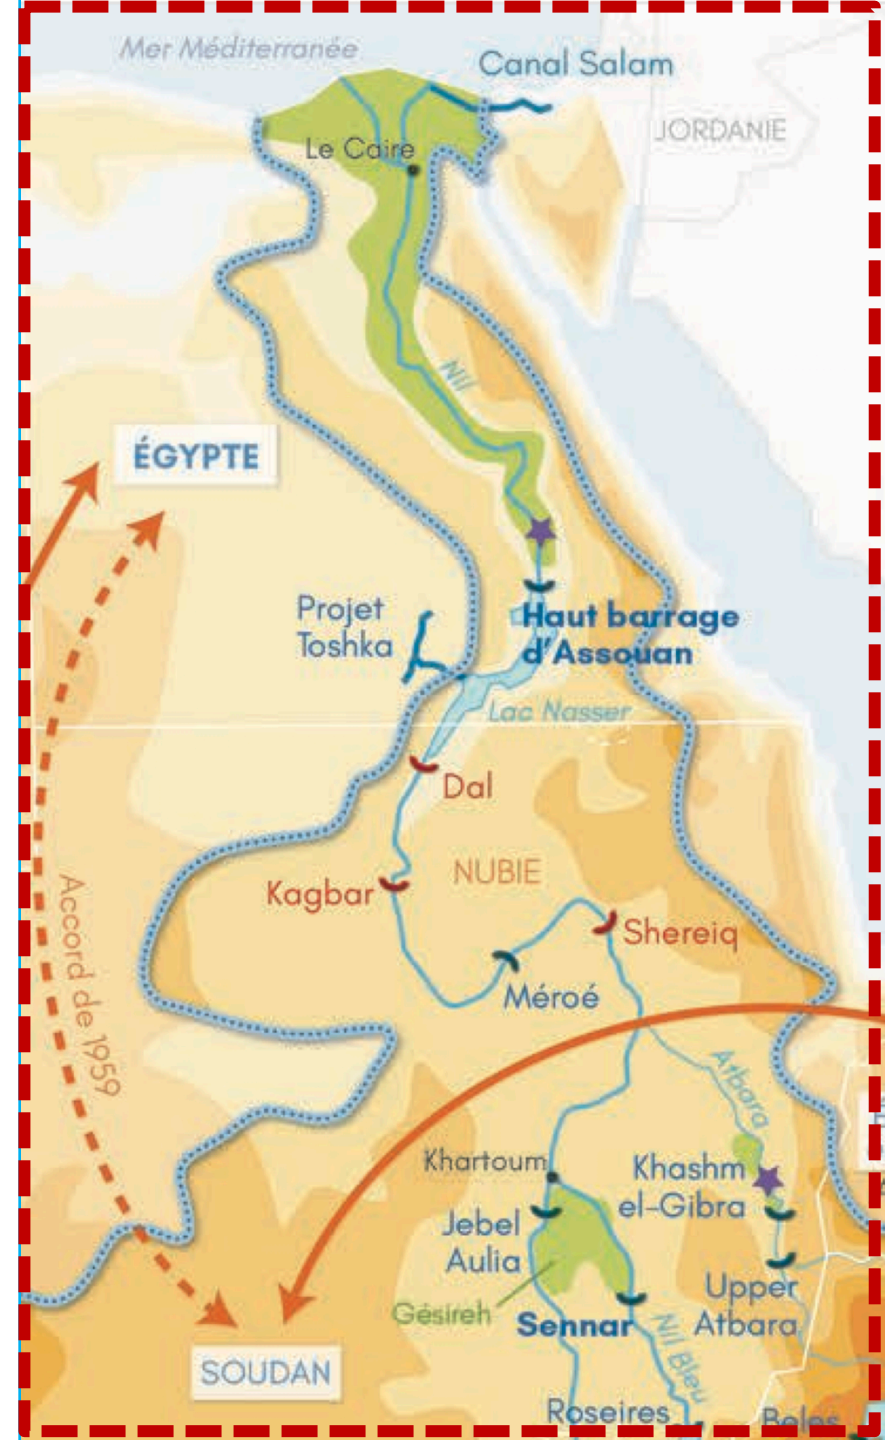 Mer Méditerranée
Canal Salam
JORDANIE
Le Caire
Nil
ÉGYPTE
Projet
Toshka
Haut barrage
d'Assouan
Lac Nasser
Dal
NUBIE
Kagbar
Shereiq
Méroé
Accord de 1959
Atbara
Khartoum
Khashm
el-Gibra
Jebel
Aulia
Upper
Atbara
Gésireh
Sennar
Nil Bleu
SOUDAN
Roseires
Beles